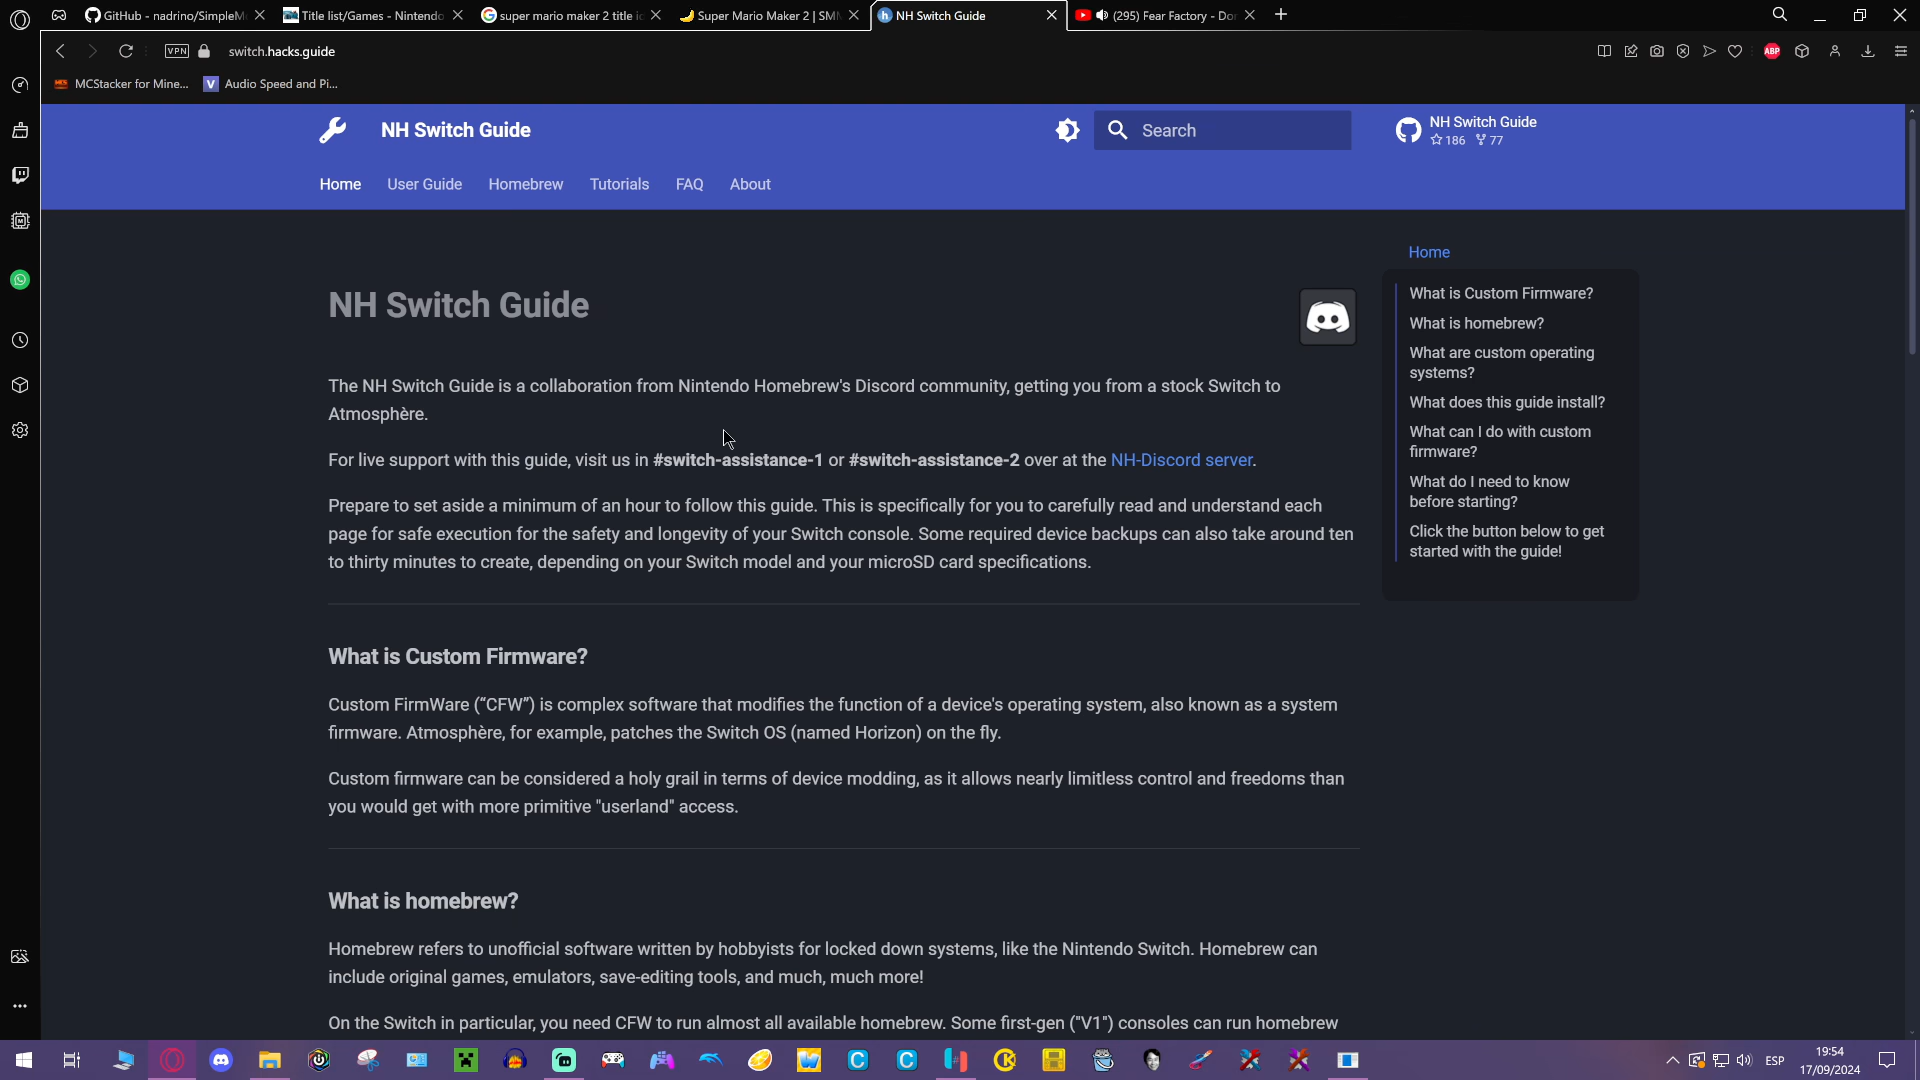 GitHub - nadrino/SimpleM
Title list/Games - Nintendo
super mario maker 2 title i
Super Mario Maker 2 | SM
NH Switch Guide
(295) Fear Factory - Do
VPN
switch.hacks.guide
MCStacker for Mine...
V
Audio Speed and Pi...
ABP
NH Switch Guide
Search
NH Switch Guide
186 77
Home User Guide Homebrew Tutorials FAQ About
NH Switch Guide
The NH Switch Guide is a collaboration from Nintendo Homebrew's Discord community, getting you from a stock Switch to
Atmosphère.
For live support with this guide, visit us in #switch-assistance-1 or #switch-assistance-2 over at the NH-Discord server.
Prepare to set aside a minimum of an hour to follow this guide. This is specifically for you to carefully read and understand each
page for safe execution for the safety and longevity of your Switch console. Some required device backups can also take around ten
to thirty minutes to create, depending on your Switch model and your microSD card specifications.
What is Custom Firmware?
Custom FirmWare (“CFW”) is complex software that modifies the function of a device's operating system, also known as a system
firmware. Atmosphère, for example, patches the Switch OS (named Horizon) on the fly.
Custom firmware can be considered a holy grail in terms of device modding, as it allows nearly limitless control and freedoms than
you would get with more primitive "userland" access.
What is homebrew?
Homebrew refers to unofficial software written by hobbyists for locked down systems, like the Nintendo Switch. Homebrew can
include original games, emulators, save-editing tools, and much, much more!
On the Switch in particular, you need CFW to run almost all available homebrew. Some first-gen ("V1") consoles can run homebrew
Home
What is Custom Firmware?
What is homebrew?
What are custom operating
systems?
What does this guide install?
What can I do with custom
firmware?
What do I need to know
before starting?
Click the button below to get
started with the guide!
ESP
19:54
17/09/2024